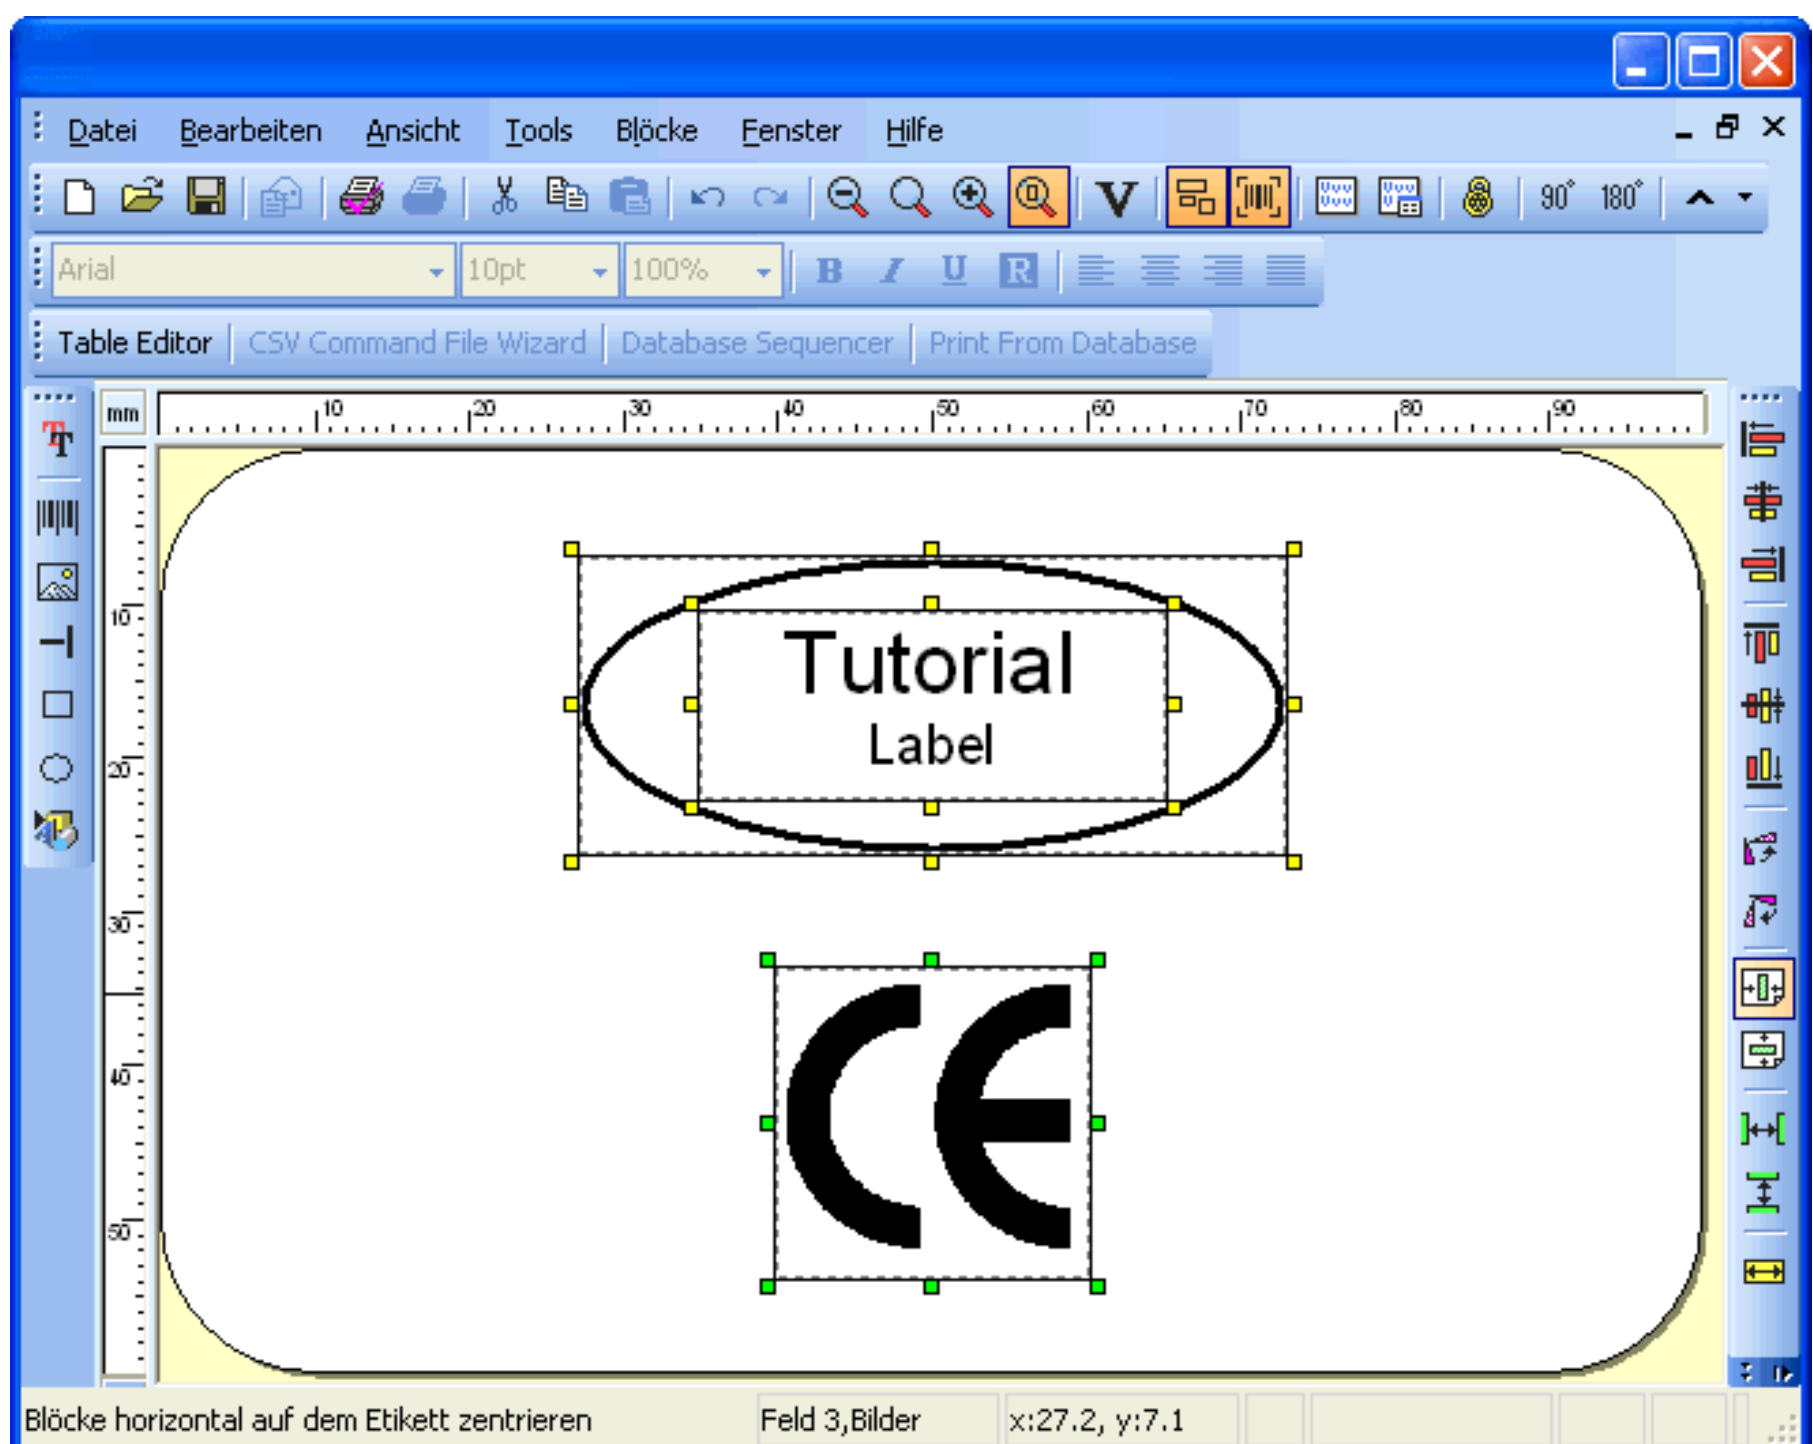 Datei Bearbeiten Ansicht Tools Blöcke Fenster Hilfe
V 90° 180°
Arial 10pt 100% B I U R
Table Editor CSV Command File Wizard Database Sequencer Print From Database
mm 10 20 30 40 50 60 70 80 90
10
20
30
40
50
Tutorial
Label
CE
Blöcke horizontal auf dem Etikett zentrieren Feld 3,Bilder x:27.2, y:7.1